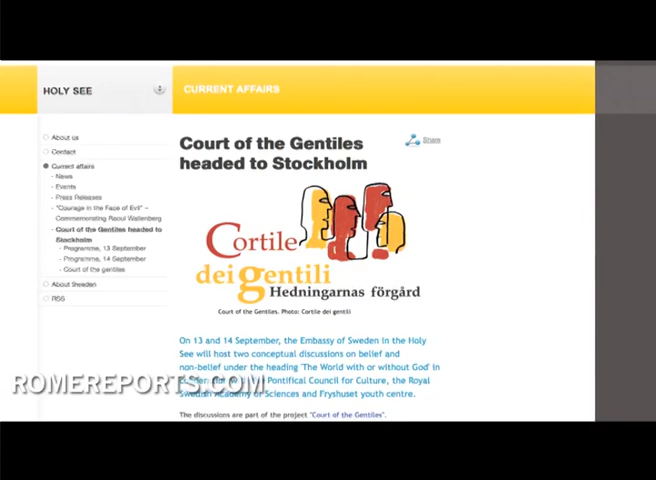 HOLY SEE
CURRENT AFFAIRS
About us
Contact
Current affairs
- News
- Events
- Press Releases
- "Courage in the Face of Evil" –
Commemorating Raoul Wallenberg
- Court of the Gentiles headed to
Stockholm
- Programme, 13 September
- Programme, 14 September
- Court of the gentiles
About Sweden
RSS
Court of the Gentiles
headed to Stockholm
Share
Cortile
dei gentili
Hedningarnas förgård
Court of the Gentiles. Photo: Cortile dei gentili
On 13 and 14 September, the Embassy of Sweden in the Holy
See will host two conceptual discussions on belief and
non-belief under the heading 'The World with or without God' in
Pontifical Council for Culture, the Royal
Swedish Academy of Sciences and Fryshuset youth centre.
The discussions are part of the project "Court of the Gentiles".
ROMEREPORTS.COM